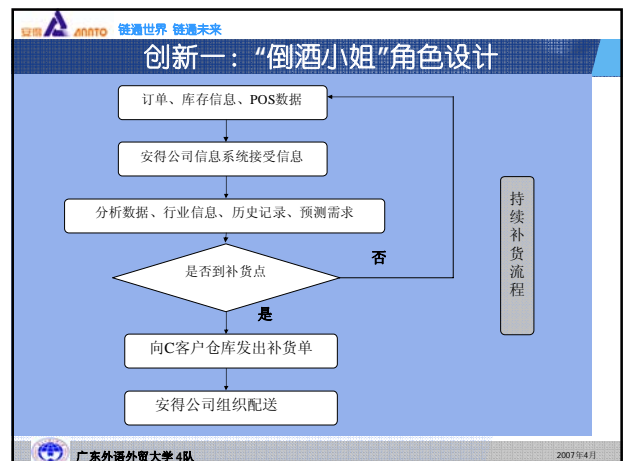 安得 ANNTO 链通世界 链通未来
创新一：“倒酒小姐”角色设计
订单、库存信息、POS数据
安得公司信息系统接受信息
分析数据、行业信息、历史记录、预测需求
是否到补货点
否
是
向C客户仓库发出补货单
安得公司组织配送
持续补货流程
广东外语外贸大学 4队
2007年4月